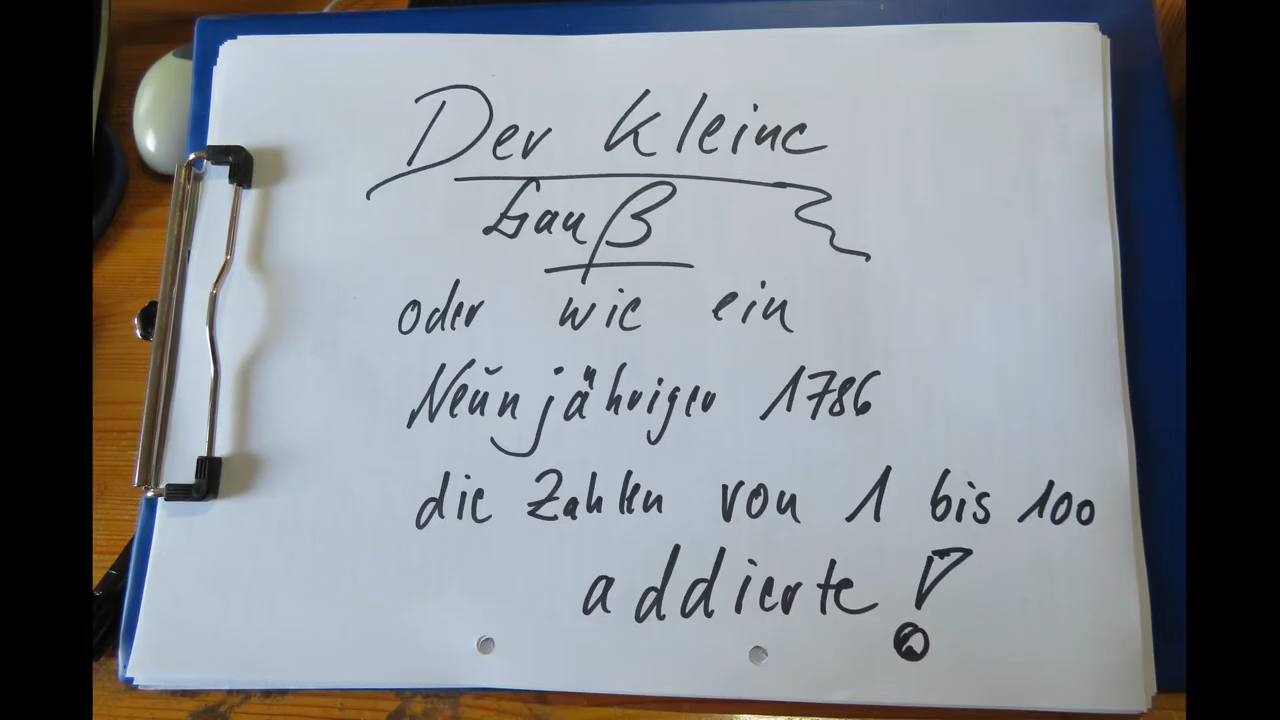 Der kleine
Gauß
oder wie ein
Neunjähriger 1786
die Zahlen von 1 bis 100
addierte!